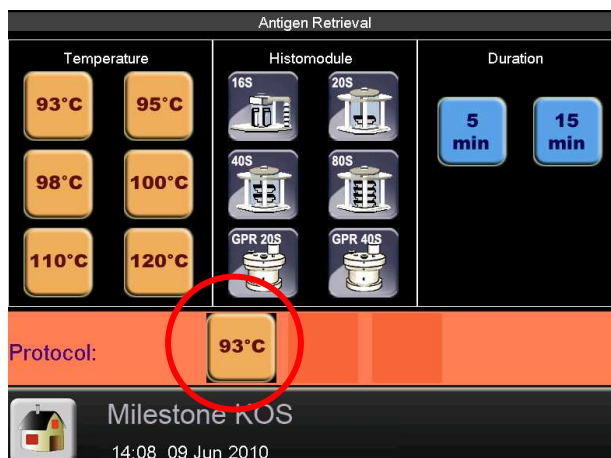 Antigen Retrieval
Temperature
Histomodule
Duration
93°C
95°C
16S
20S
5
min
15
min
98°C
100°C
40S
80S
110°C
120°C
GPR 20S
GPR 40S
Protocol:
93°C
Milestone KOS
14:08 09 Jun 2010